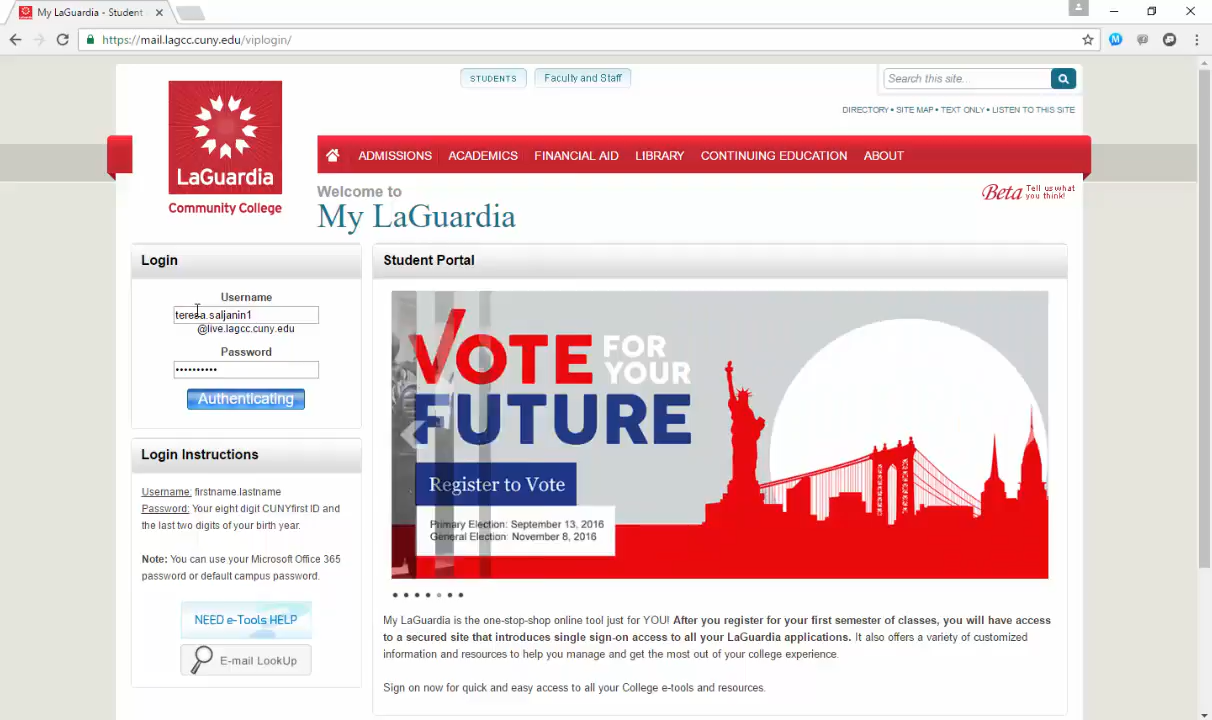 My LaGuardia - Student
https://mail.lagcc.cuny.edu/viplogin/
STUDENTS
Faculty and Staff
Search this site...
DIRECTORY • SITE MAP • TEXT ONLY • LISTEN TO THIS SITE
LaGuardia
Community College
ADMISSIONS ACADEMICS FINANCIAL AID LIBRARY CONTINUING EDUCATION ABOUT
Welcome to
My LaGuardia
Beta Tell us what
you think!
Login
Username
teresa.saljanin1
@live.lagcc.cuny.edu
Password
••••••••••
Authenticating
Login Instructions
Username: firstname.lastname
Password: Your eight digit CUNYfirst ID and
the last two digits of your birth year.
Note: You can use your Microsoft Office 365
password or default campus password.
NEED e-Tools HELP
E-mail LookUp
Student Portal
VOTE FOR
YOUR
FUTURE
Register to Vote
Primary Election: September 13, 2016
General Election: November 8, 2016
My LaGuardia is the one-stop-shop online tool just for YOU! After you register for your first semester of classes, you will have access
to a secured site that introduces single sign-on access to all your LaGuardia applications. It also offers a variety of customized
information and resources to help you manage and get the most out of your college experience.
Sign on now for quick and easy access to all your College e-tools and resources.